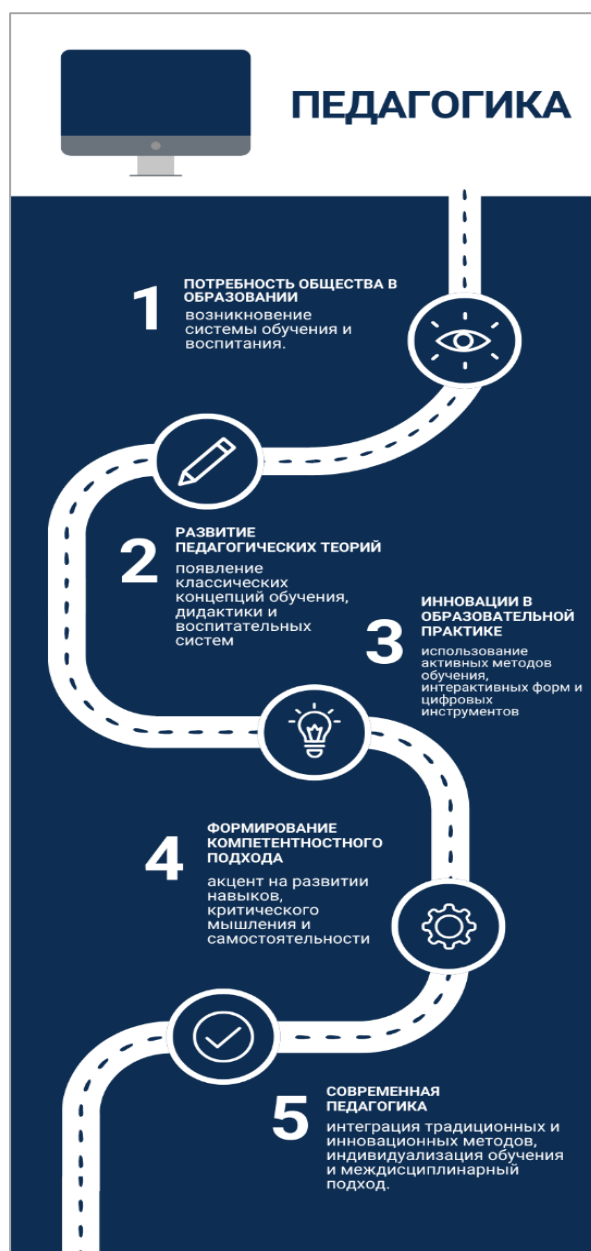 ПЕДАГОГИКА
1
ПОТРЕБНОСТЬ ОБЩЕСТВА В
ОБРАЗОВАНИИ
возникновение
системы обучения и
воспитания.
2
РАЗВИТИЕ
ПЕДАГОГИЧЕСКИХ ТЕОРИЙ
появление
классических
концепций обучения,
дидактики и
воспитательных
систем
3
ИННОВАЦИИ В
ОБРАЗОВАТЕЛЬНОЙ
ПРАКТИКЕ
использование
активных методов
обучения,
интерактивных форм и
цифровых
инструментов
4
ФОРМИРОВАНИЕ
КОМПЕТЕНТНОСТНОГО
ПОДХОДА
акцент на развитии
навыков,
критического
мышления и
самостоятельности
5
СОВРЕМЕННАЯ
ПЕДАГОГИКА
интеграция традиционных и
инновационных методов,
индивидуализация обучения
и междисциплинарный
подход.